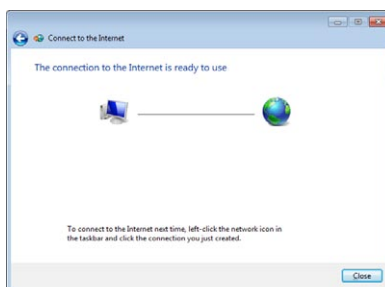 Connect to the Internet
The connection to the Internet is ready to use
To connect to the Internet next time, left-click the network icon in
the taskbar and click the connection you just created.
Close